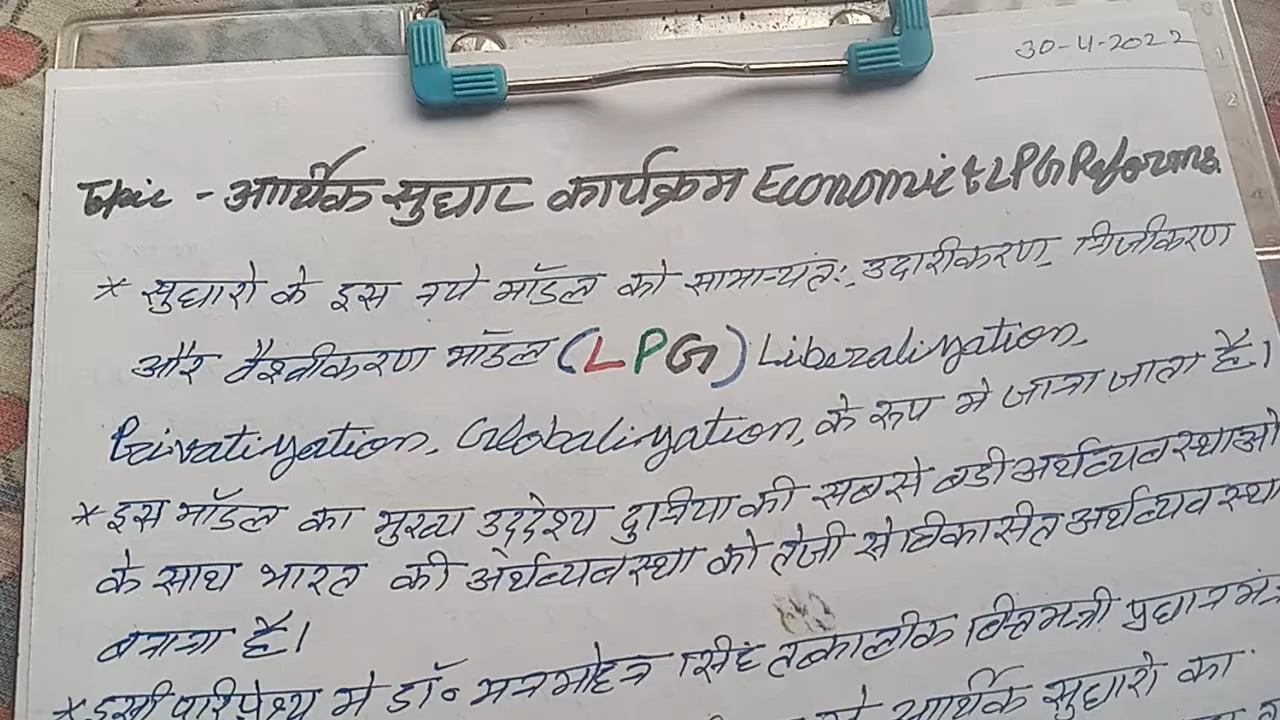 30-4-2022
Topic - आर्थिक सुधार कार्यक्रम Economic & LPG Reforms.
* सुधारो के इस नये मॉडल को सामान्यतः, उदारीकरण, निजीकरण
और वैश्वीकरण मॉडल (LPG) Liberalization,
Privatization, Globalization, के रूप मे जाना जाता है।
* इस मॉडल का मुख्य उद्देश्य दुनिया की सबसे बडी अर्थव्यवस्थाओ
के साथ भारत की अर्थव्यवस्था को तेजी से विकासीत अर्थव्यवस्था
बनाना है।
* इसी परिपेश्य मे डॉ० मनमोहन सिंह तत्कालीक वित्तमंत्री प्रधानमंत्र
आर्थिक सुधारो का